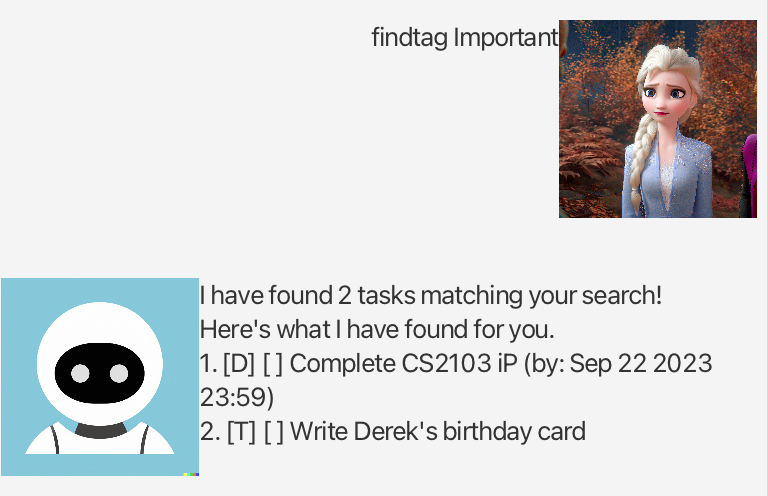 findtag Important
I have found 2 tasks matching your search!
Here's what I have found for you.
1. [D] [ ] Complete CS2103 iP (by: Sep 22 2023
23:59)
2. [T] [ ] Write Derek's birthday card